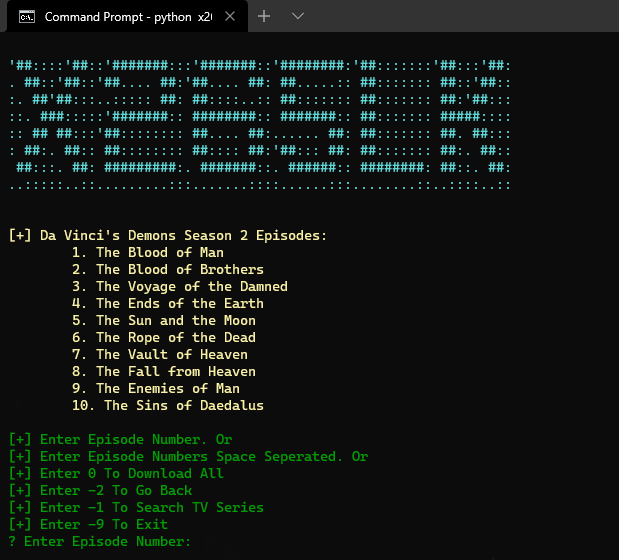 Command Prompt - python x2
[+] Da Vinci's Demons Season 2 Episodes:
1. The Blood of Man
2. The Blood of Brothers
3. The Voyage of the Damned
4. The Ends of the Earth
5. The Sun and the Moon
6. The Rope of the Dead
7. The Vault of Heaven
8. The Fall from Heaven
9. The Enemies of Man
10. The Sins of Daedalus
[+] Enter Episode Number. Or
[+] Enter Episode Numbers Space Seperated. Or
[+] Enter 0 To Download All
[+] Enter -2 To Go Back
[+] Enter -1 To Search TV Series
[+] Enter -9 To Exit
? Enter Episode Number: